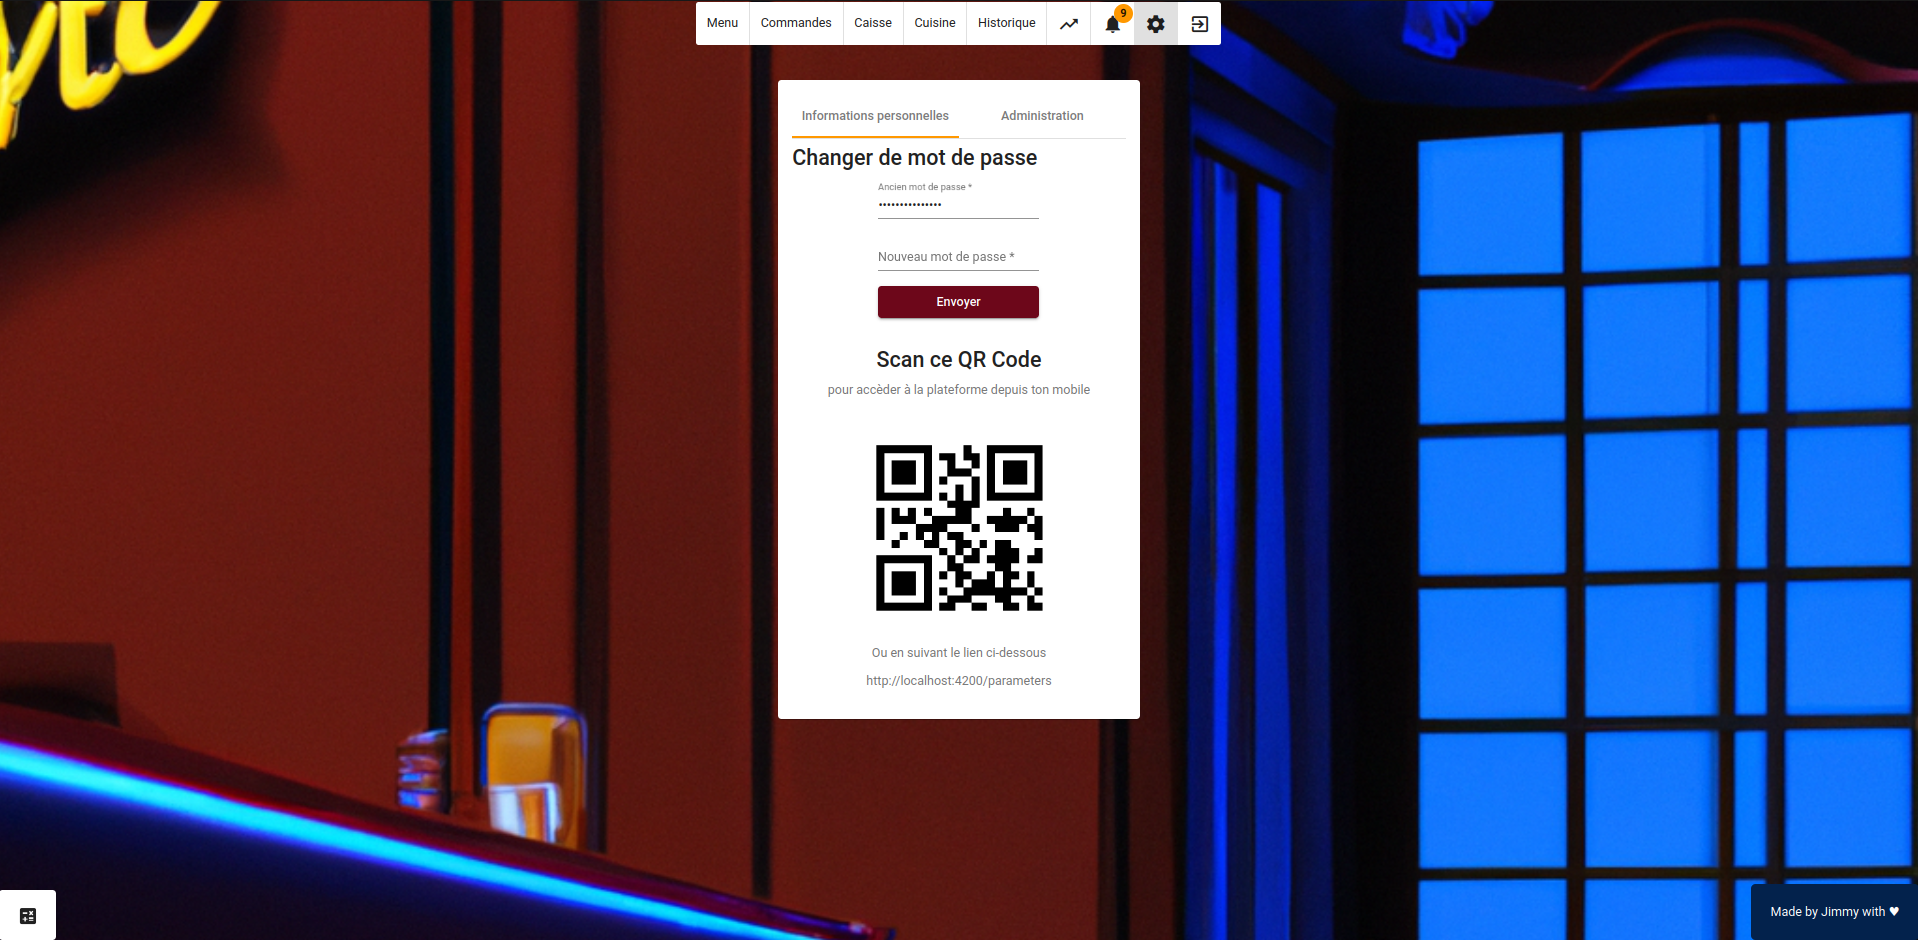 Menu
Commandes
Caisse
Cuisine
Historique
9
Informations personnelles
Administration
Changer de mot de passe
Ancien mot de passe *
•••••••••••••••
Nouveau mot de passe *
Envoyer
Scan ce QR Code
pour accèder à la plateforme depuis ton mobile
Ou en suivant le lien ci-dessous
http://localhost:4200/parameters
Made by Jimmy with ♥